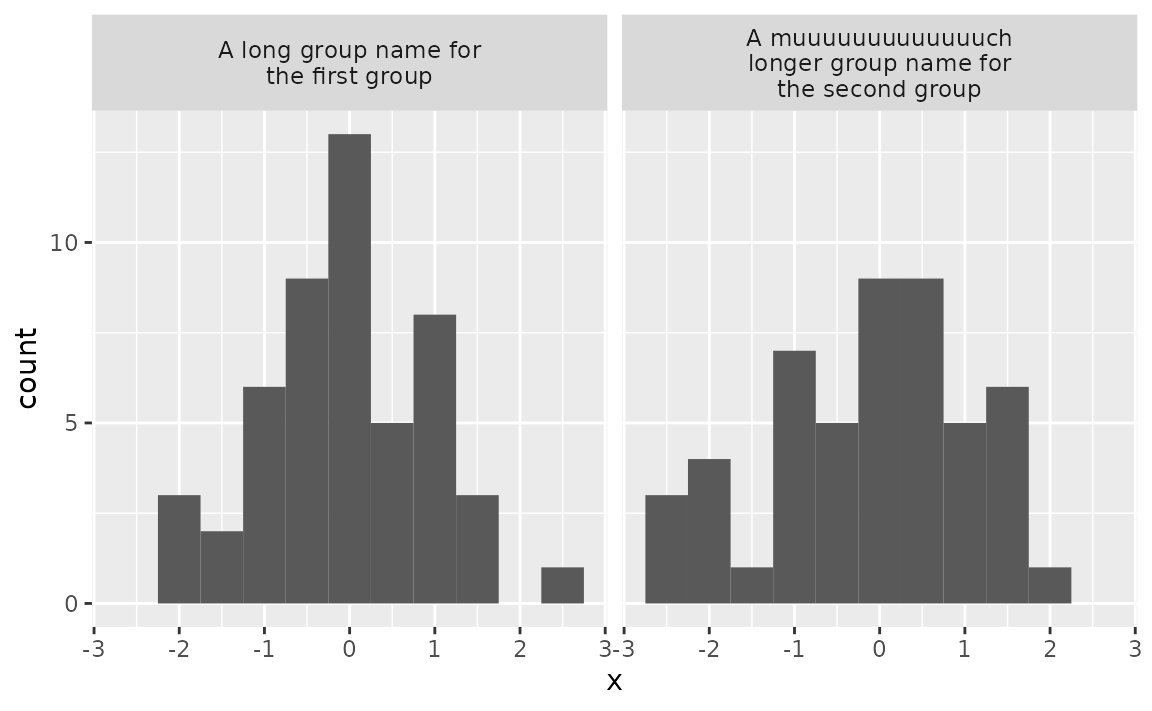 A long group name for
the first group
A muuuuuuuuuuuuuch
longer group name for
the second group
10
5
0
count
-3 -2 -1 0 1 2 3
-3 -2 -1 0 1 2 3
x